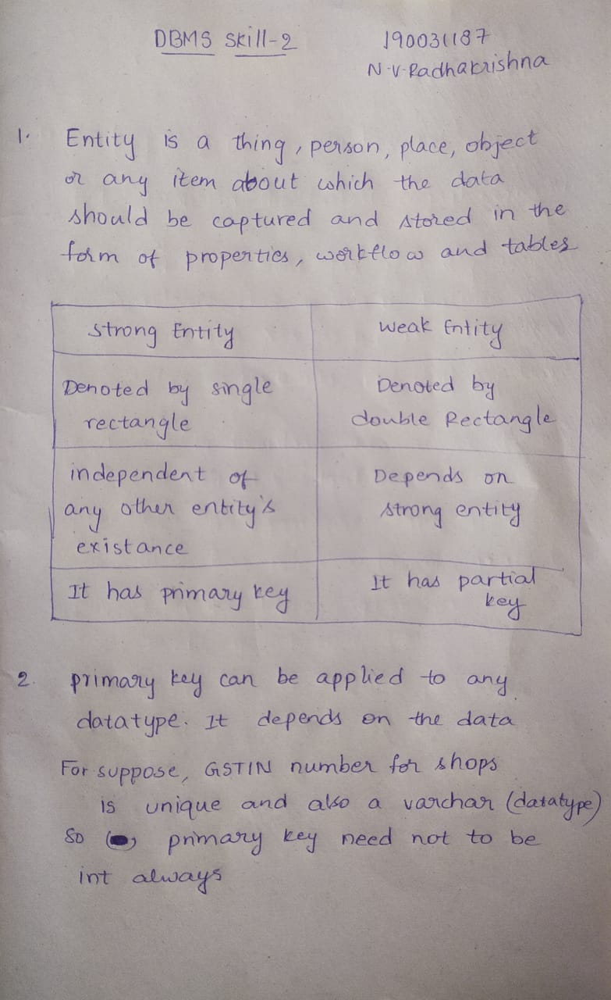 DBMS Skill-2 190031187
N.V.Radhakrishna
1. Entity is a thing, person, place, object
or any item about which the data
should be captured and stored in the
form of properties, workflow and tables
strong Entity weak Entity
Denoted by single Denoted by
rectangle double Rectangle
independent of Depends on
any other entity's strong entity
existance
It has primary key It has partial
key
2. primary key can be applied to any
datatype. It depends on the data
For suppose, GSTIN number for shops
is unique and also a varchar (datatype)
So primary key need not to be
int always